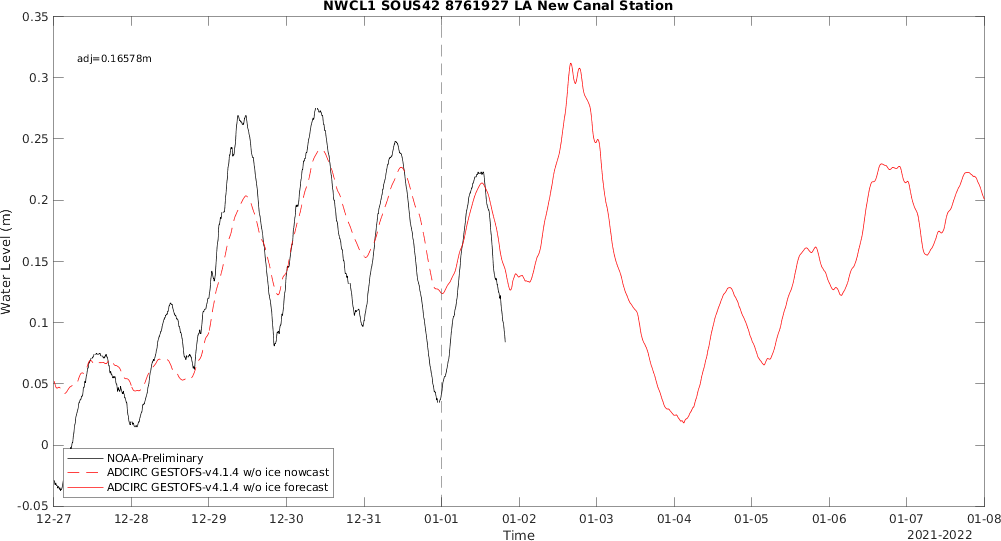 NWCL1 SOUS42 8761927 LA New Canal Station
0.35
adj=0.16578m
0.3
0.25
0.2
0.15
0.1
0.05
0
-0.05
Water Level (m)
NOAA-Preliminary
ADCIRC GESTOFS-v4.1.4 w/o ice nowcast
ADCIRC GESTOFS-v4.1.4 w/o ice forecast
12-27 12-28 12-29 12-30 12-31 01-01 01-02 01-03 01-04 01-05 01-06 01-07 01-08
Time
2021-2022